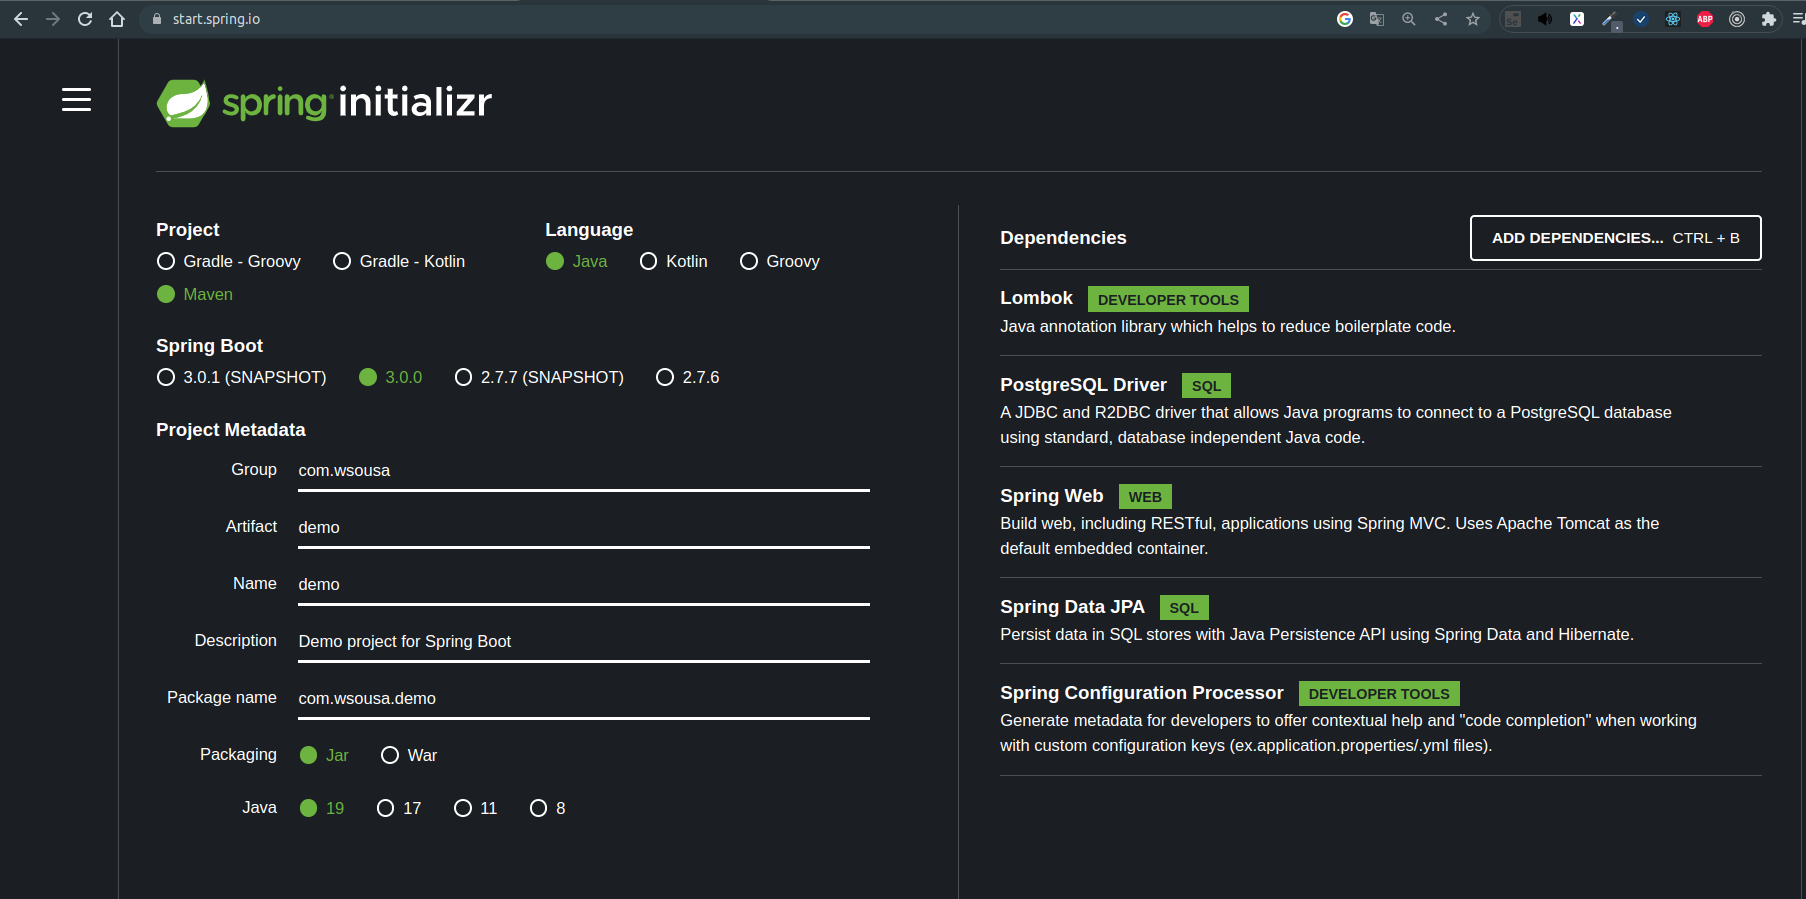 start.spring.io
spring initializr
Project
Gradle - Groovy Gradle - Kotlin
Maven
Language
Java Kotlin Groovy
Spring Boot
3.0.1 (SNAPSHOT) 3.0.0 2.7.7 (SNAPSHOT) 2.7.6
Project Metadata
Group com.wsousa
Artifact demo
Name demo
Description Demo project for Spring Boot
Package name com.wsousa.demo
Packaging Jar War
Java 19 17 11 8
Dependencies
ADD DEPENDENCIES... CTRL + B
Lombok DEVELOPER TOOLS
Java annotation library which helps to reduce boilerplate code.
PostgreSQL Driver SQL
A JDBC and R2DBC driver that allows Java programs to connect to a PostgreSQL database
using standard, database independent Java code.
Spring Web WEB
Build web, including RESTful, applications using Spring MVC. Uses Apache Tomcat as the
default embedded container.
Spring Data JPA SQL
Persist data in SQL stores with Java Persistence API using Spring Data and Hibernate.
Spring Configuration Processor DEVELOPER TOOLS
Generate metadata for developers to offer contextual help and "code completion" when working
with custom configuration keys (ex.application.properties/.yml files).